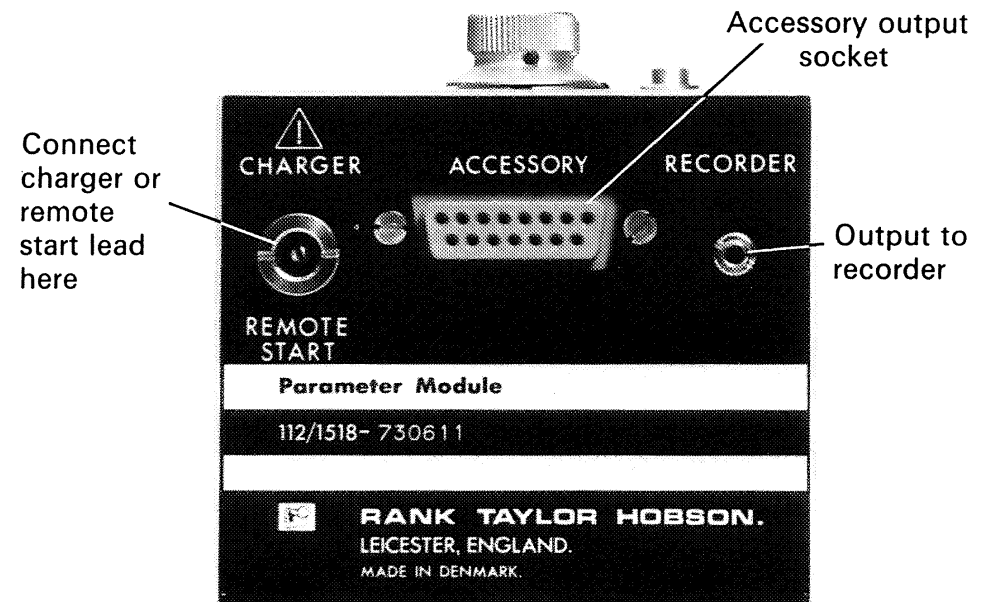 Accessory output
socket
Connect
charger or
remote
start lead
here
CHARGER
ACCESSORY
RECORDER
Output to
recorder
REMOTE
START
Parameter Module
112/1518- 730611
RANK TAYLOR HOBSON.
LEICESTER, ENGLAND.
MADE IN DENMARK.